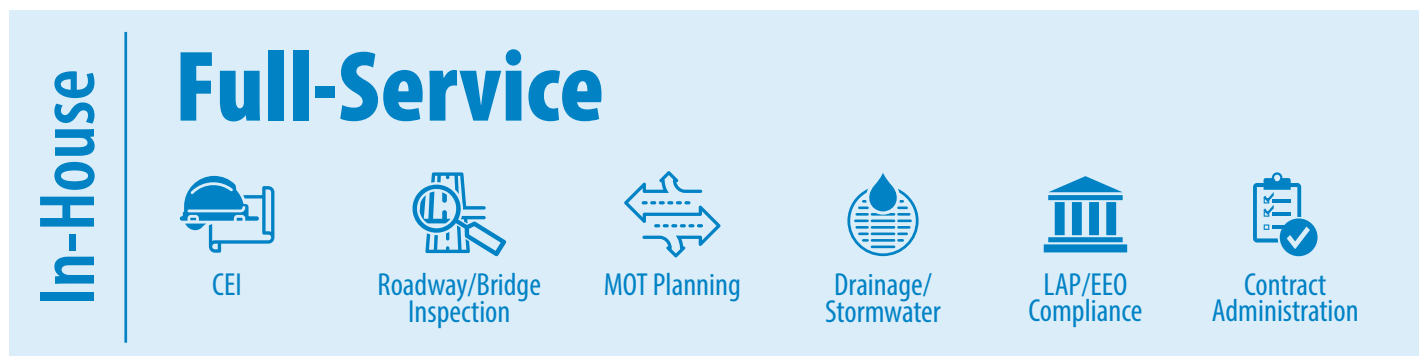 In-House
Full-Service
CEI
Roadway/Bridge
Inspection
MOT Planning
Drainage/
Stormwater
LAP/EEO
Compliance
Contract
Administration